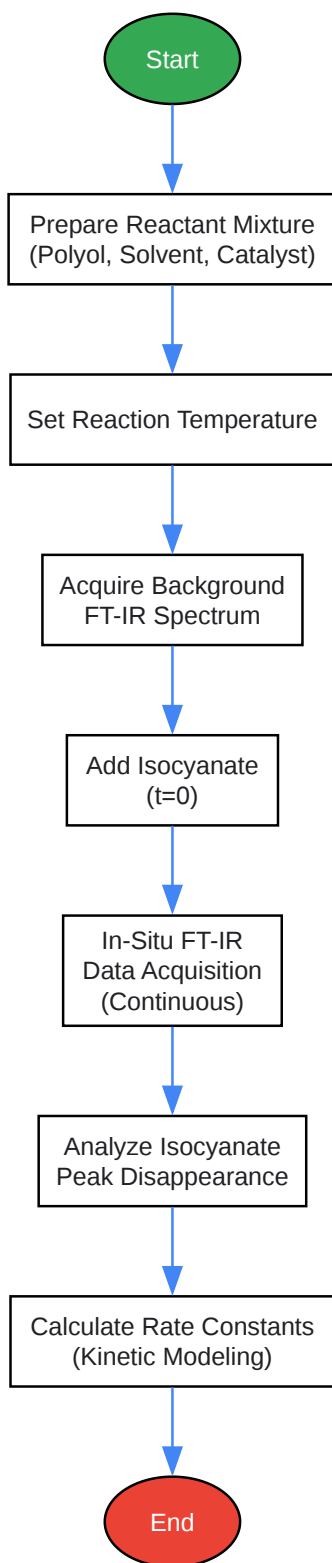 Start
Prepare Reactant Mixture
(Polyol, Solvent, Catalyst)
Set Reaction Temperature
Acquire Background
FT-IR Spectrum
Add Isocyanate
(t=0)
In-Situ FT-IR
Data Acquisition
(Continuous)
Analyze Isocyanate
Peak Disappearance
Calculate Rate Constants
(Kinetic Modeling)
End